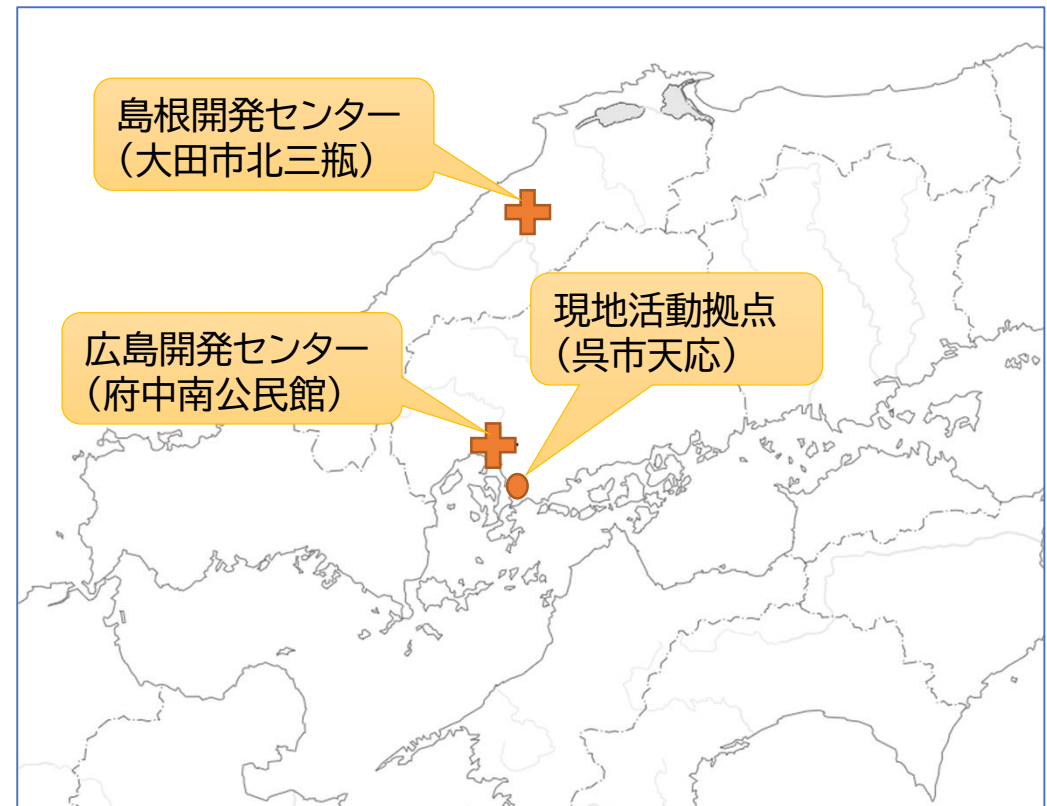 島根開発センター
（大田市北三瓶）
現地活動拠点
（呉市天応）
広島開発センター
（府中南公民館）